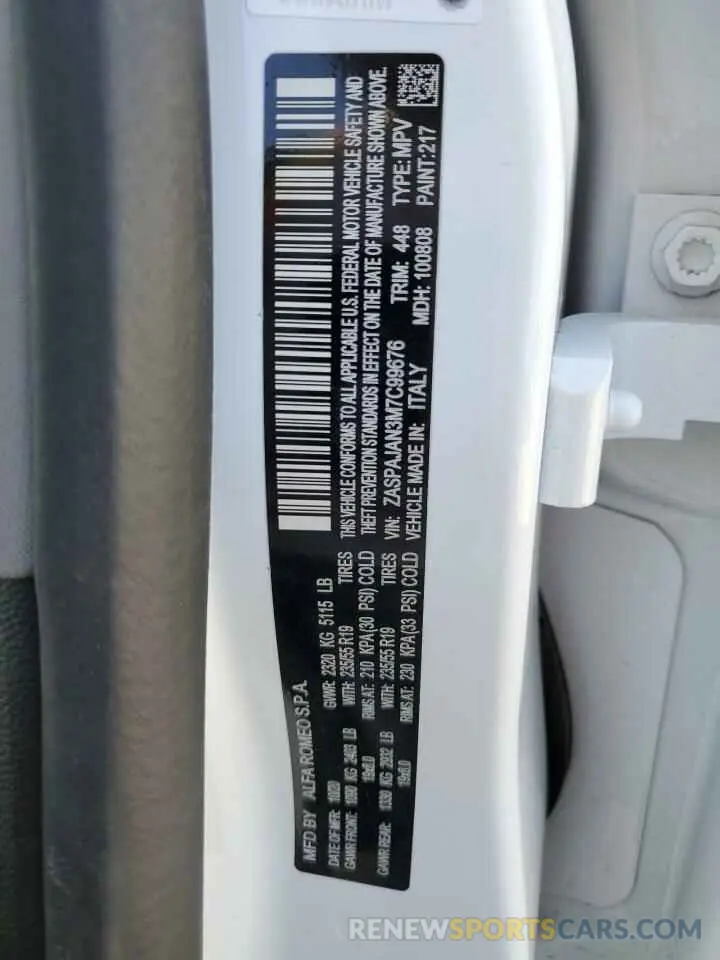 MFD BY ALFA ROMEO S.P.A.
DATE OF MFR: GVWR: 2320 KG 5115 LB
GAWR FRONT: KG LB WITH: 235/55 R19 TIRES
RIMS AT: 210 KPA(30 PSI) COLD
GAWR REAR: 1330 KG 2932 LB WITH: 235/55 R19 TIRES
RIMS AT: 230 KPA(33 PSI) COLD
THIS VEHICLE CONFORMS TO ALL APPLICABLE U.S. FEDERAL MOTOR VEHICLE SAFETY AND
THEFT PREVENTION STANDARDS IN EFFECT ON THE DATE OF MANUFACTURE SHOWN ABOVE.
VIN: ZASPAJAN3M7C99676 TRIM: 448 TYPE: MPV
VEHICLE MADE IN: ITALY MDH: 100808 PAINT: 217
RENEWSPORTSCARS.COM